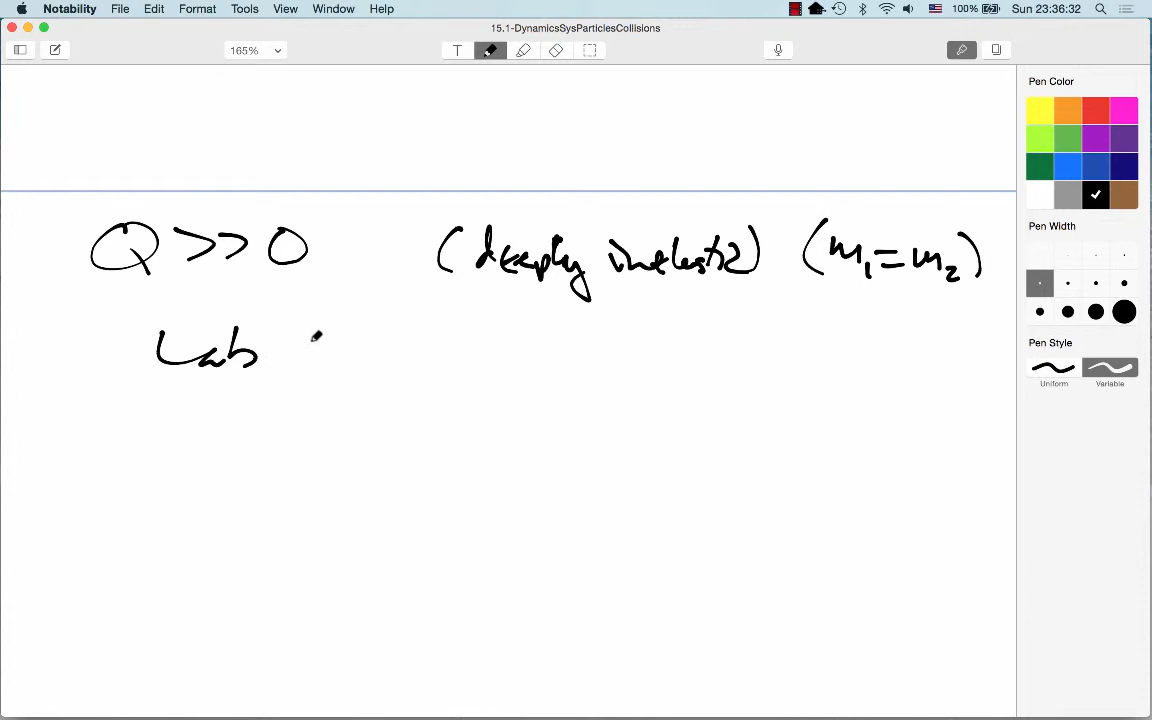 Notability File Edit Format Tools View Window Help 100% Sun 23:36:32
15.1-DynamicsSysParticlesCollisions
165% T
Pen Color
Q >> 0 (deeply inelastic) (m₁ = m₂)
Pen Width
Lab
Pen Style
Uniform Variable